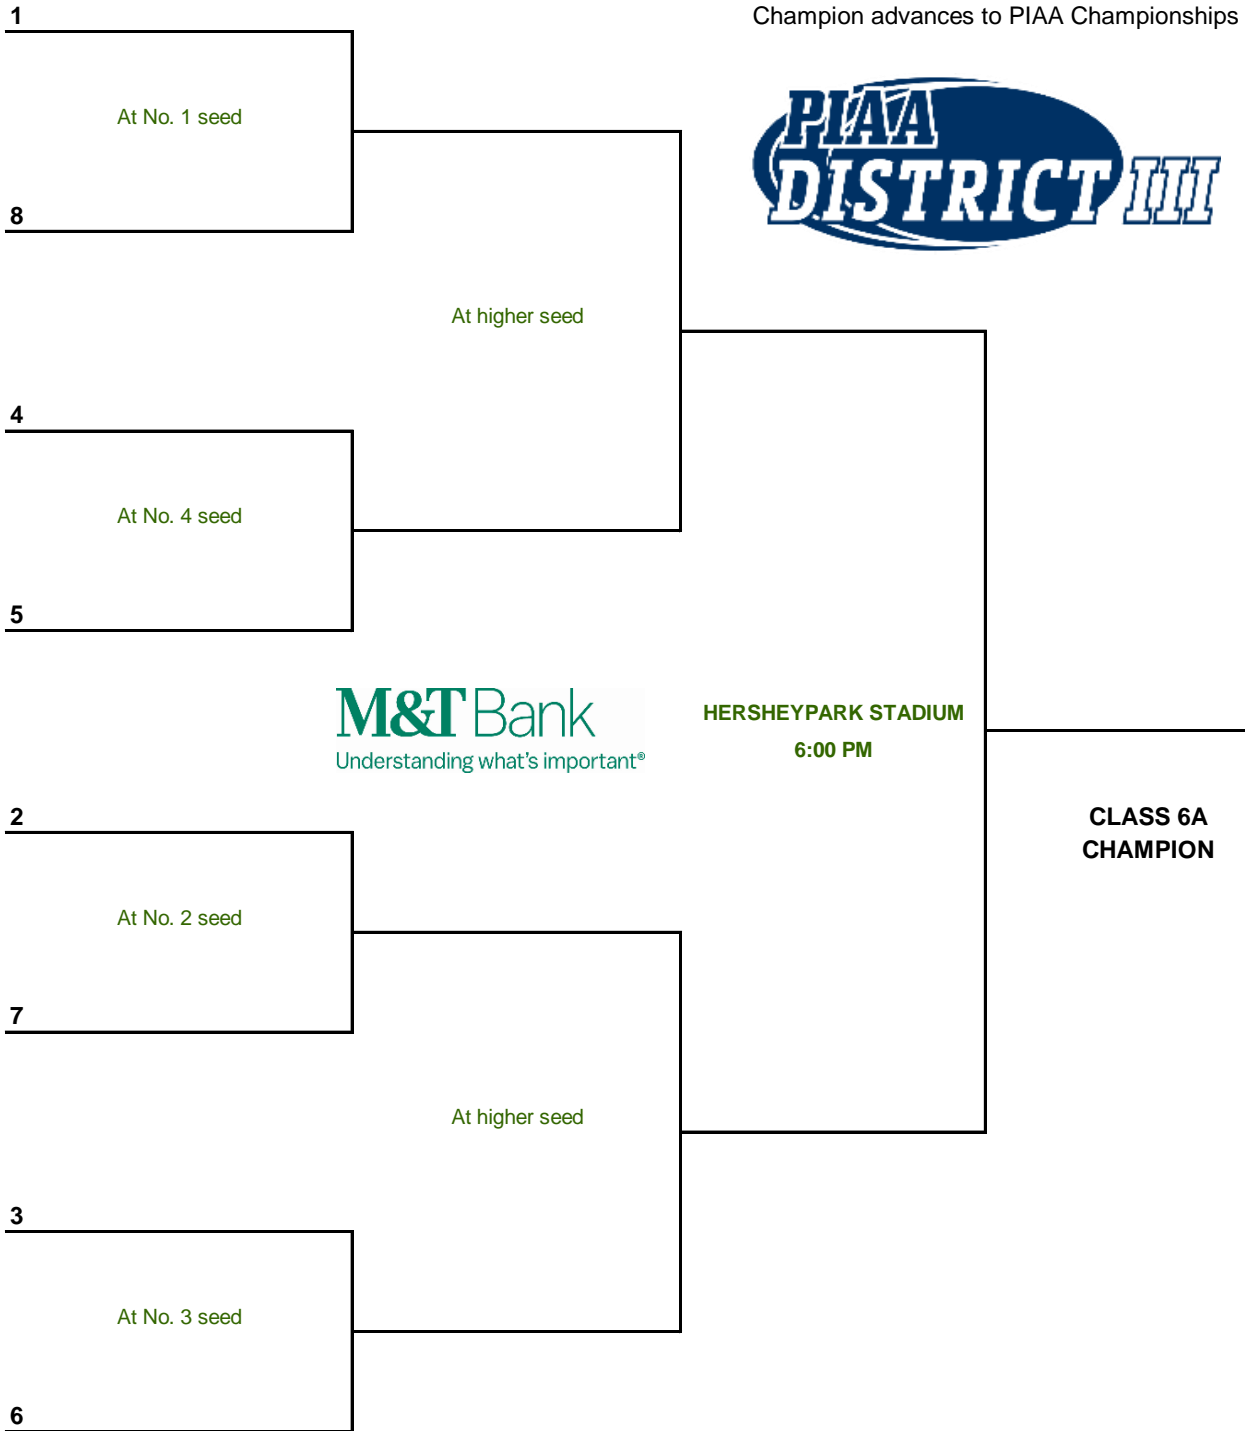 1
Champion advances to PIAA Championships
PIAA
DISTRICT III
At No. 1 seed
8
At higher seed
4
At No. 4 seed
5
M&T Bank
Understanding what's important®
HERSHEYPARK STADIUM
6:00 PM
2
CLASS 6A
CHAMPION
At No. 2 seed
7
At higher seed
3
At No. 3 seed
6